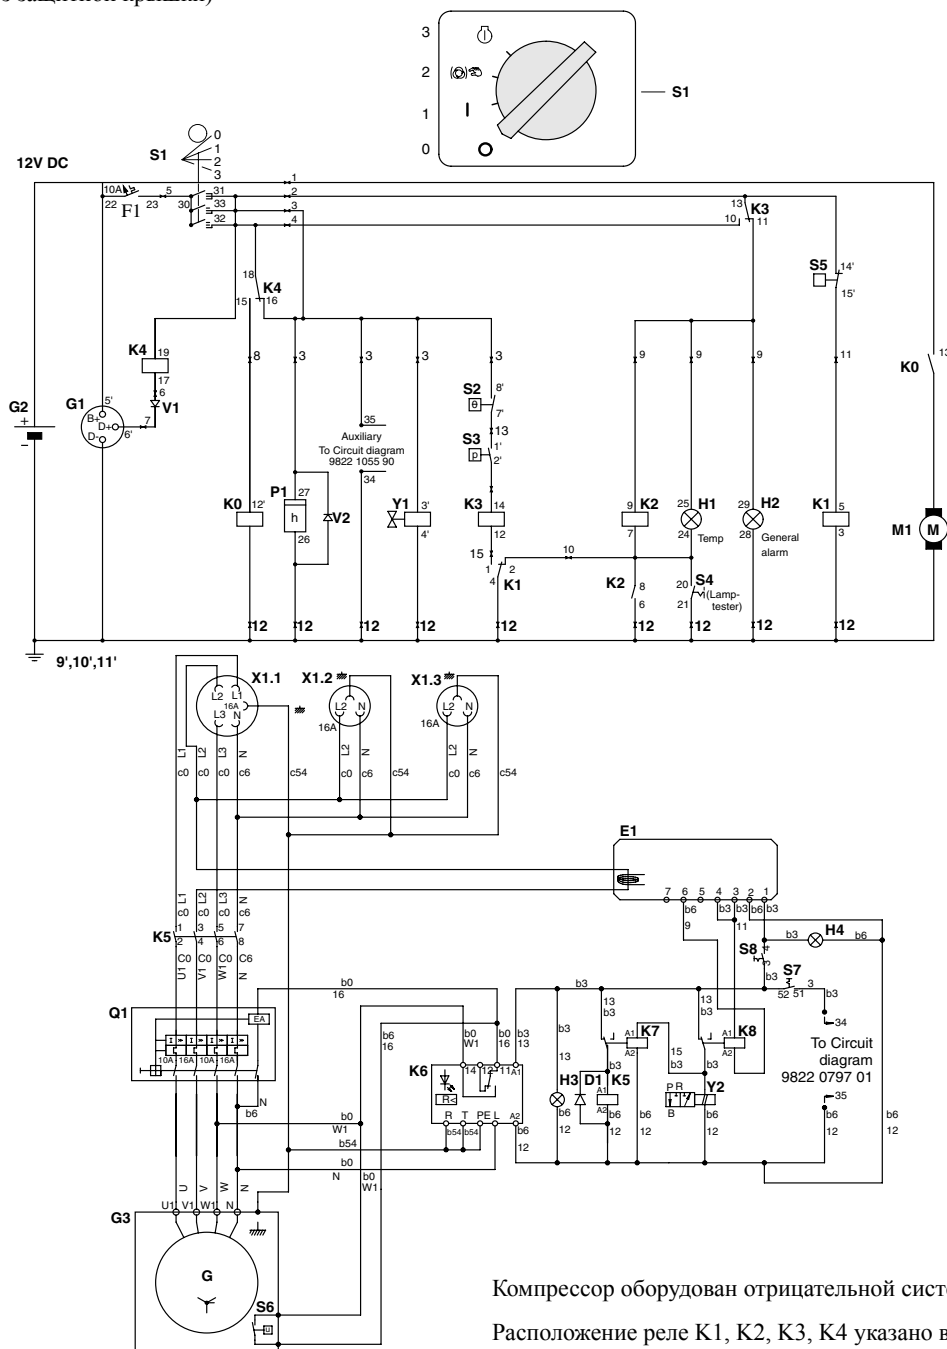 з защитной крышки)
3
2
1
0
S1
S1
0
1
2
3
12V DC
10A
22
F1
23
5
30
31
33
32
1
2
3
4
13
10
K3
11
18
K4
15
16
S5
14'
15'
K4
19
17
6
V1
8
3
3
3
3
9
9
9
11
K0
13
G2
+
−
G1
5'
B+
D+
D-
6'
7
35
Auxiliary
To Circuit diagram
9822 1055 90
34
S2
θ
8'
7'
13
S3
p
1'
2'
K0
12'
P1
27
h
26
V2
Y1
3'
4'
K3
14
12
15
1
2
4
K1
10
9
K2
7
25
H1
24
Temp
29
H2
28
General
alarm
K1
5
3
M1
M
K2
8
6
20
S4
21
(Lamp-
tester)
12
12
12
12
12
12
12
12
12
9',10',11'
X1.1
X1.2
X1.3
L2
L1
16A
L3
N
L2
N
16A
L2
N
16A
L1
L2
L3
N
c0
c0
c0
c6
c54
L2
N
c0
c6
c54
L2
N
c0
c6
c54
E1
7
6
5
4
3
2
1
b6
b3
b3
b6
b3
9
11
b3
H4
b6
L1
L2
L3
N
c0
c0
c0
c6
K5
1
3
5
7
2
4
6
8
C0
C0
C6
U1
V1
W1
N
S8
4
3
b3
S7
52
51
3
b3
34
To Circuit
diagram
9822 0797 01
35
b6
12
b6
12
Q1
EA
I
I
I
I
10A
16A
10A
16A
N
b6
b0
16
b0
W1
b54
b0
N
b0
W1
b6
16
b0
W1
b0
16
b3
13
K6
14
12
11
A1
R<
R
T
PE
L
A2
b54
b54
b6
12
b3
b3
13
H3
b6
12
13
b3
b3
D1
K5
A1
A2
b6
12
A1
A2
K7
b6
12
15
b3
13
b3
b3
A1
A2
K8
P
R
B
Y2
b6
12
U
V
W
N
U1
V1
W1
N
G3
G
S6
u
Компрессор оборудован отрицательной систе
Расположение реле K1, K2, K3, K4 указано в